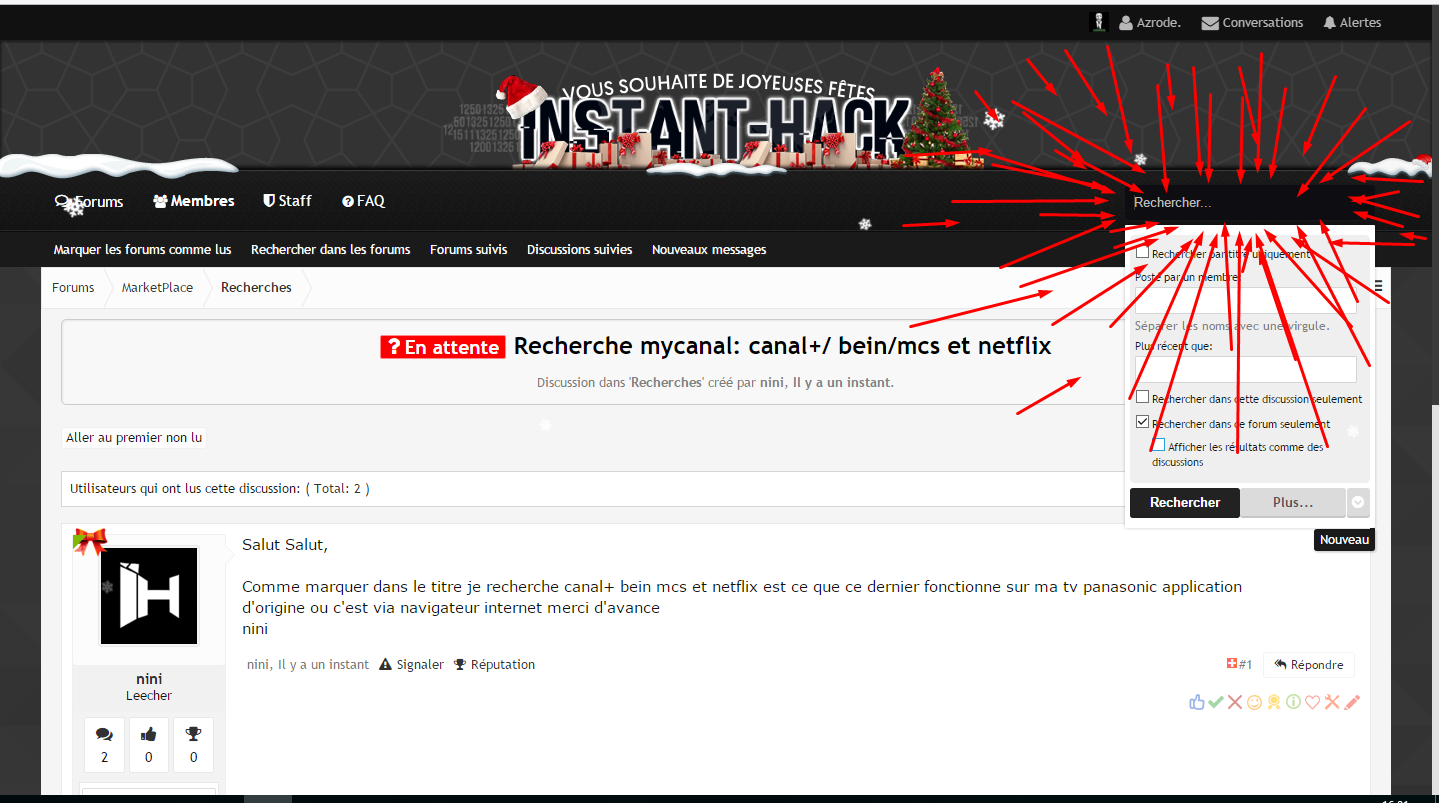 Azrode.
Conversations
Alertes
VOUS SOUHAITE DE JOYEUSES FÊTES
INSTANT-HACK
Forums
Membres
Staff
FAQ
Rechercher...
Marquer les forums comme lus
Rechercher dans les forums
Forums suivis
Discussions suivies
Nouveaux messages
Rechercher par titre uniquement
Posté par un membre:
Séparer les noms avec une virgule.
Plus récent que:
Rechercher dans cette discussion seulement
Rechercher dans ce forum seulement
Afficher les résultats comme des
discussions
Rechercher
Plus...
Nouveau
Forums
MarketPlace
Recherches
? En attente
Recherche mycanal: canal+/ bein/mcs et netflix
Discussion dans 'Recherches' créé par nini, Il y a un instant.
Aller au premier non lu
Utilisateurs qui ont lus cette discussion: ( Total: 2 )
Salut Salut,
Comme marquer dans le titre je recherche canal+ bein mcs et netflix est ce que ce dernier fonctionne sur ma tv panasonic application
d'origine ou c'est via navigateur internet merci d'avance
nini
nini, Il y a un instant
Signaler
Réputation
#1
Répondre
IH
nini
Leecher
2
0
0